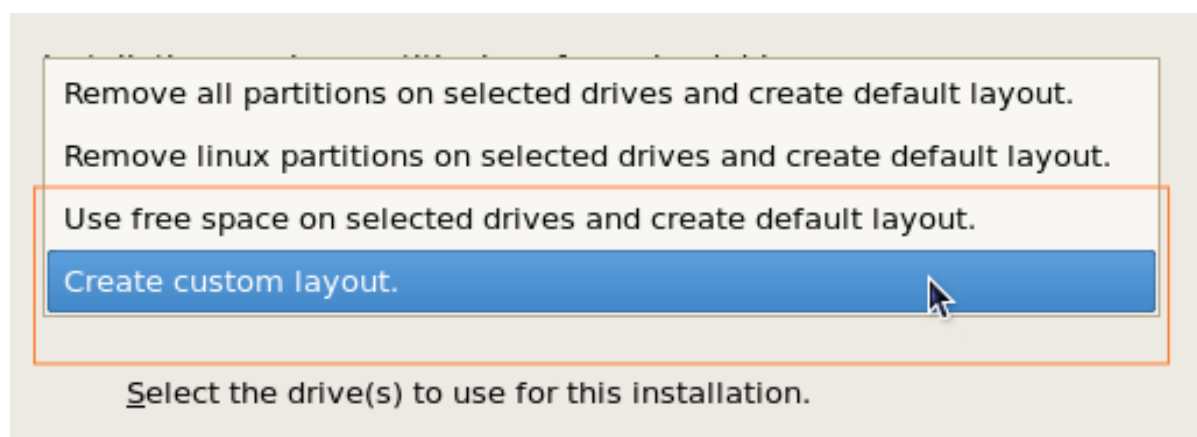 Remove all partitions on selected drives and create default layout.
Remove linux partitions on selected drives and create default layout.
Use free space on selected drives and create default layout.
Create custom layout.
Select the drive(s) to use for this installation.